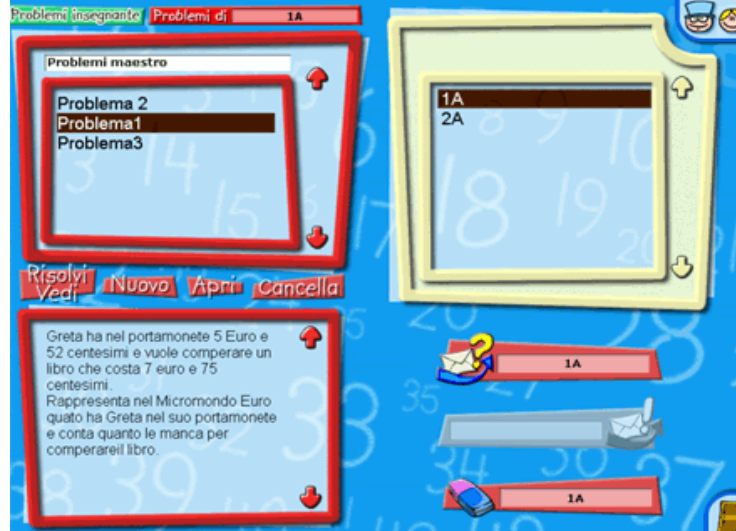 Problemi insegnante Problemi di 1A
Problemi maestro
Problema 2
Problema1
Problema3
1A
2A
Risolvi
Vedi
Nuovo Apri Cancella
Greta ha nel portamonete 5 Euro e
52 centesimi e vuole comperare un
libro che costa 7 euro e 75
centesimi.
Rappresenta nel Micromondo Euro
quato ha Greta nel suo portamonete
e conta quanto le manca per
comperareil libro.
1A
1A